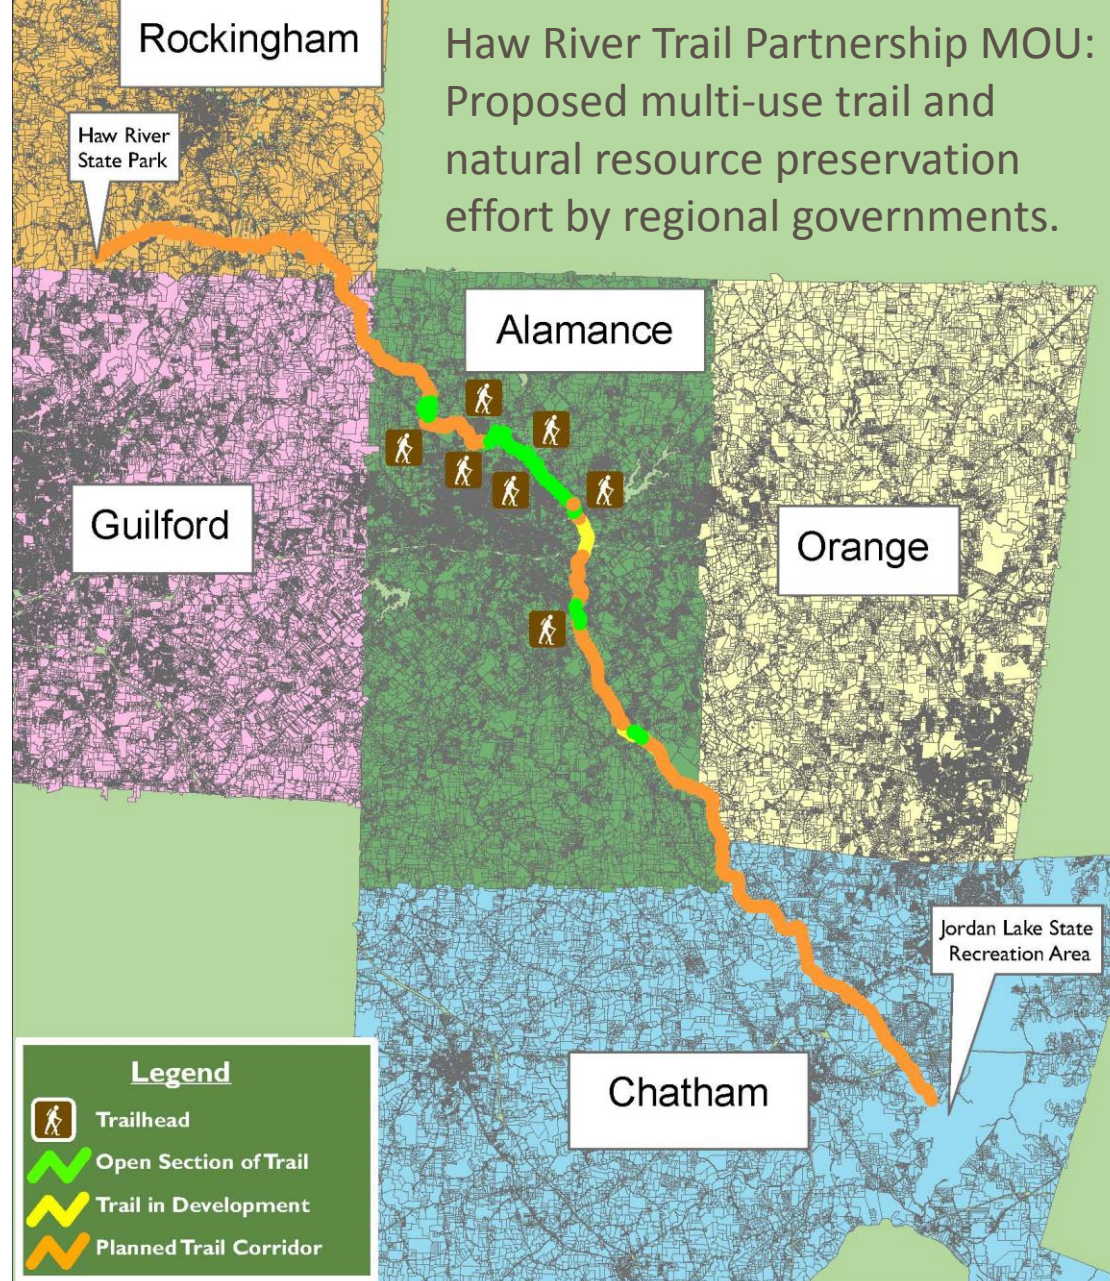 Rockingham
Haw River Trail Partnership MOU:
Proposed multi-use trail and
natural resource preservation
effort by regional governments.
Haw River
State Park
Alamance
Guilford
Orange
Jordan Lake State
Recreation Area
Chatham
Legend
Trailhead
Open Section of Trail
Trail in Development
Planned Trail Corridor